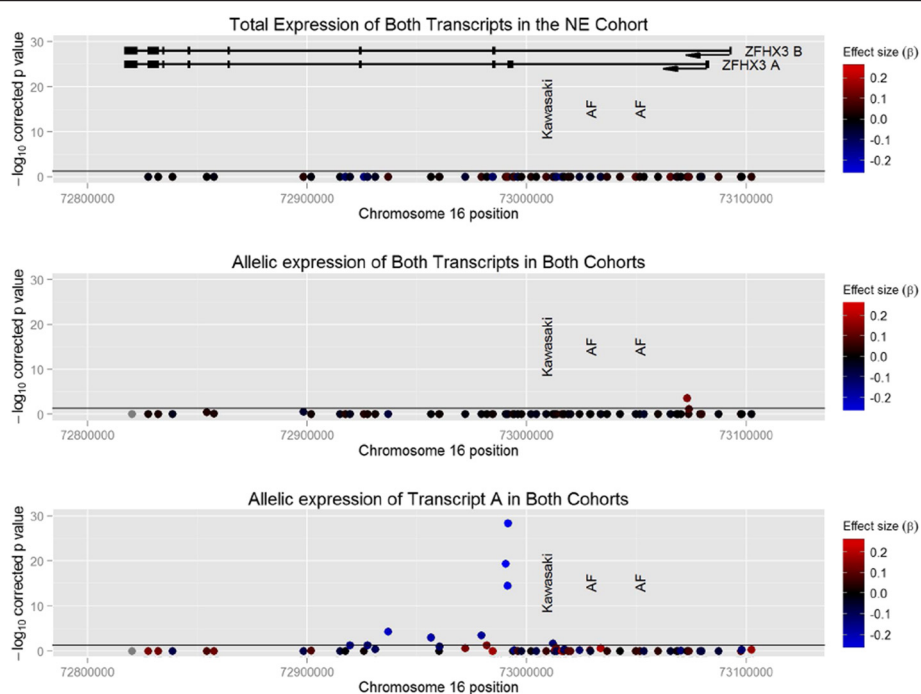 Total Expression of Both Transcripts in the NE Cohort
30
20
10
0
−log10 corrected p value
ZFHX3 B
ZFHX3 A
Kawasaki
AF
AF
72800000
72900000
73000000
73100000
Chromosome 16 position
Effect size (β)
0.2
0.1
0.0
-0.1
-0.2
Allelic expression of Both Transcripts in Both Cohorts
30
20
10
0
−log10 corrected p value
Kawasaki
AF
AF
72800000
72900000
73000000
73100000
Chromosome 16 position
Effect size (β)
0.2
0.1
0.0
-0.1
-0.2
Allelic expression of Transcript A in Both Cohorts
30
20
10
0
−log10 corrected p value
Kawasaki
AF
AF
72800000
72900000
73000000
73100000
Chromosome 16 position
Effect size (β)
0.2
0.1
0.0
-0.1
-0.2